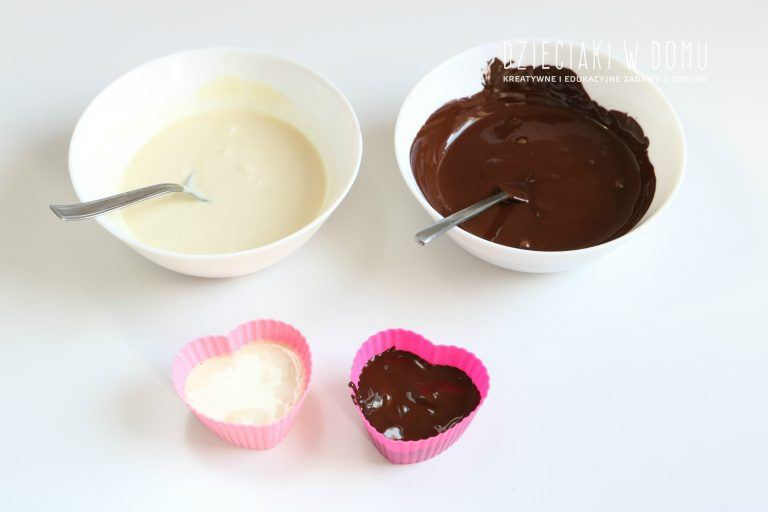 DZIECIAKI W DOMU
KREATYWNE I EDUKACYJNE ZABAWY Z DZIEĆMI